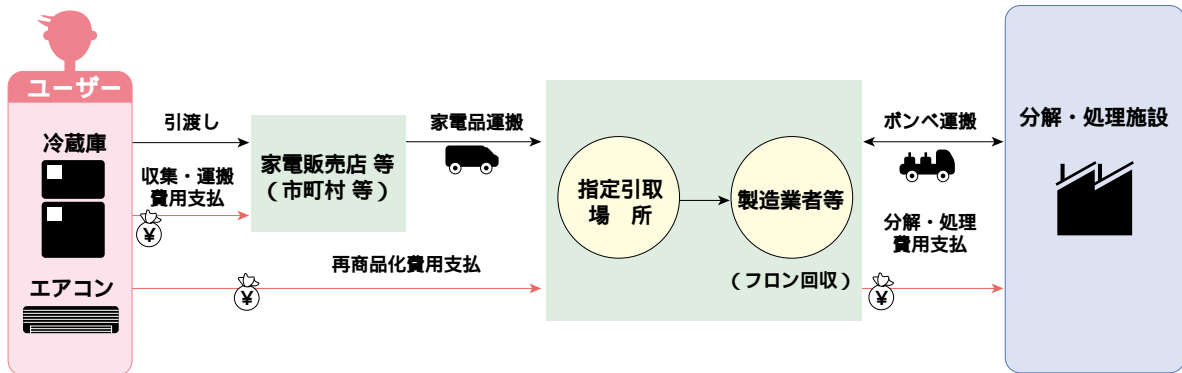 ユーザー
冷蔵庫
エアコン
引渡し
収集・運搬
費用支払
¥
家電販売店 等
（市町村 等）
家電品運搬
再商品化費用支払
¥
指定引取
場　所
製造業者等
（フロン回収）
ボンベ運搬
分解・処理
費用支払
¥
分解・処理施設